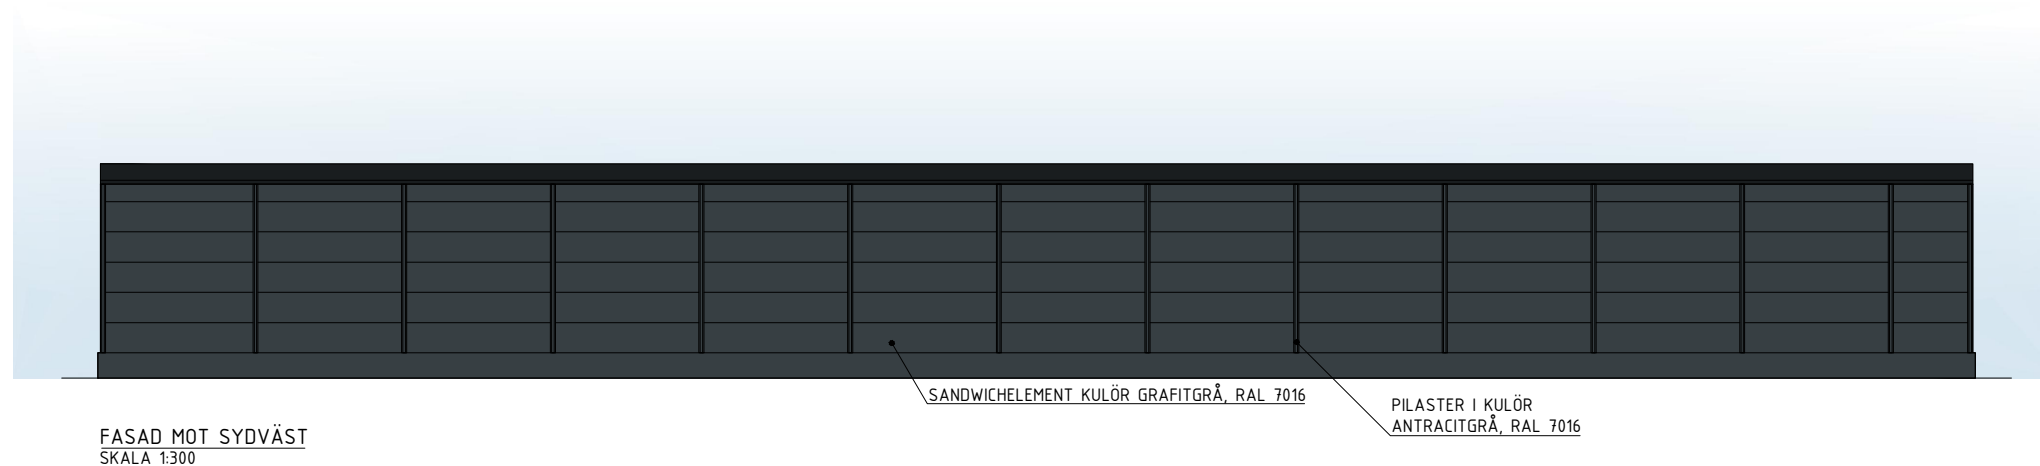 SANDWICHELEMENT KULÖR GRAFITGRÅ, RAL 7016
PILASTER I KULÖR
ANTRACITGRÅ, RAL 7016
FASAD MOT SYDVÄST
SKALA 1:300